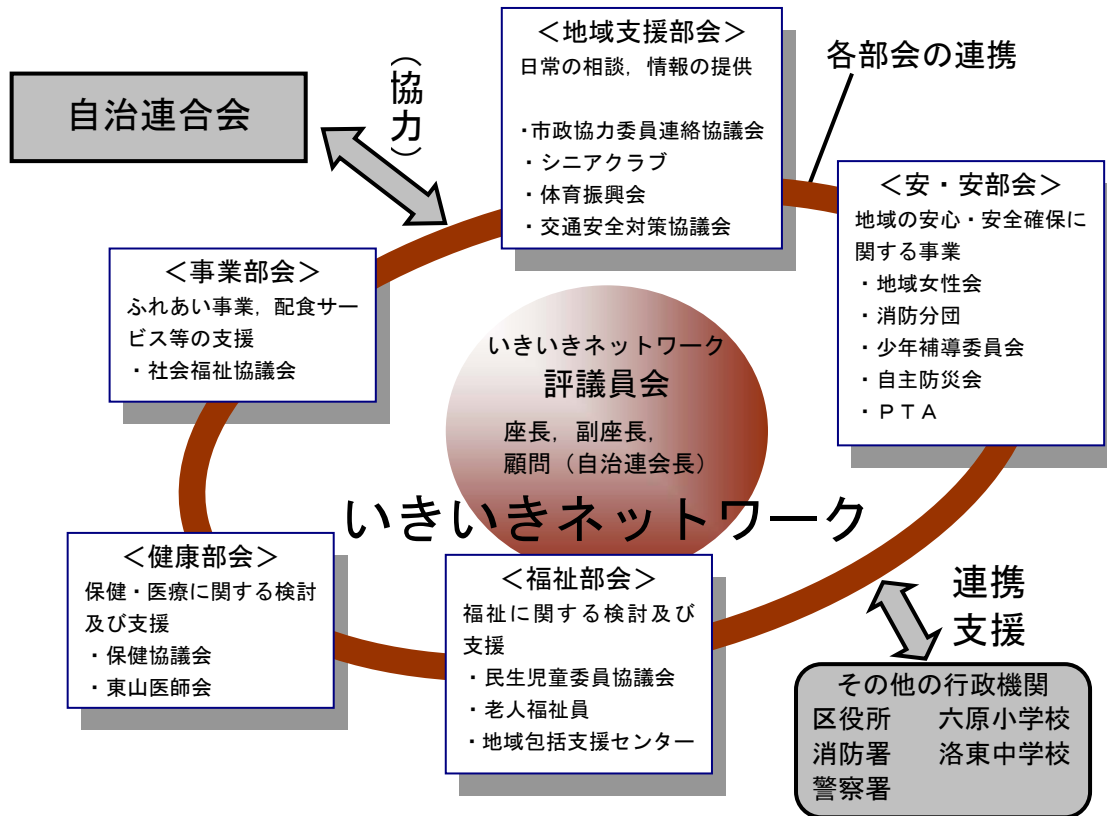 自治連合会
（協力）
＜地域支援部会＞
日常の相談，情報の提供
・市政協力委員連絡協議会
・シニアクラブ
・体育振興会
・交通安全対策協議会
各部会の連携
＜安・安部会＞
地域の安心・安全確保に
関する事業
・地域女性会
・消防分団
・少年補導委員会
・自主防災会
・ＰＴＡ
＜事業部会＞
ふれあい事業，配食サー
ビス等の支援
・社会福祉協議会
いきいきネットワーク
評議員会
座長，副座長，
顧問（自治連会長）
いきいきネットワーク
＜健康部会＞
保健・医療に関する検討
及び支援
・保健協議会
・東山医師会
＜福祉部会＞
福祉に関する検討及び
支援
・民生児童委員協議会
・老人福祉員
・地域包括支援センター
連携
支援
その他の行政機関
区役所　六原小学校
消防署　洛東中学校
警察署